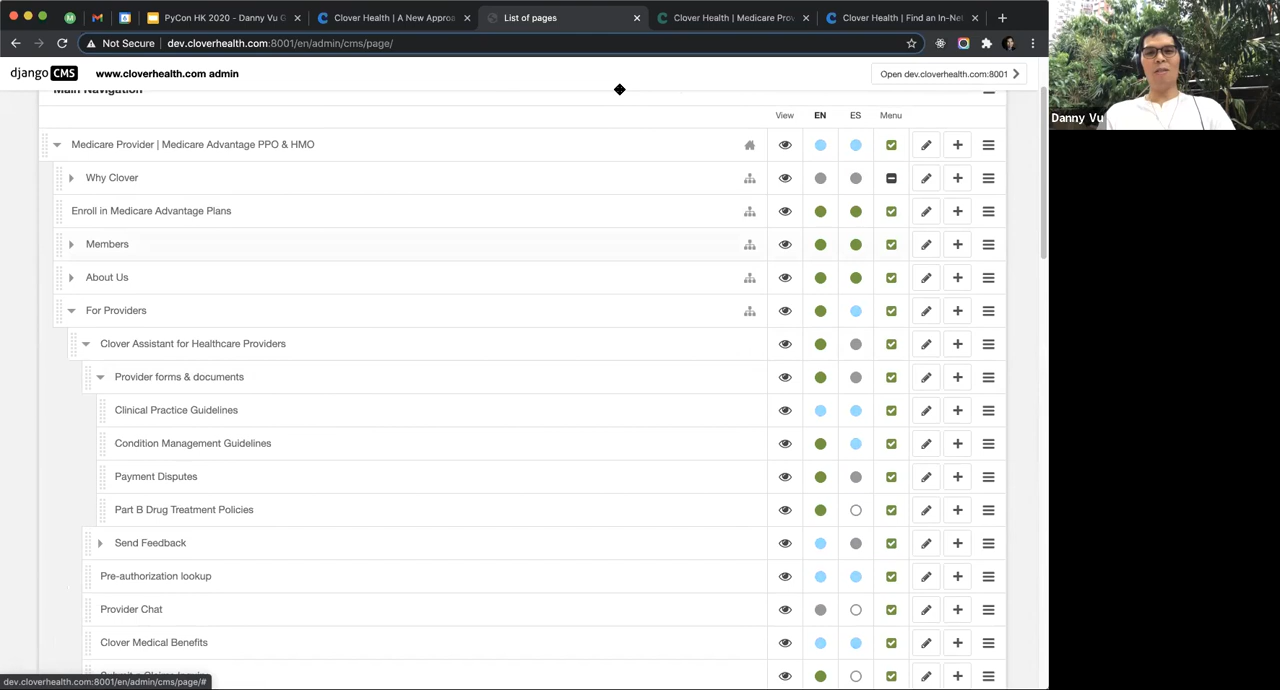 PyCon HK 2020 - Danny Vu G
Clover Health | A New Approa
List of pages
Clover Health | Medicare Prov
Clover Health | Find an In-Net
Not Secure
dev.cloverhealth.com:8001/en/admin/cms/page/
django CMS
www.cloverhealth.com admin
Open dev.cloverhealth.com:8001
Main Navigation
View EN ES Menu
Medicare Provider | Medicare Advantage PPO & HMO
Why Clover
Enroll in Medicare Advantage Plans
Members
About Us
For Providers
Clover Assistant for Healthcare Providers
Provider forms & documents
Clinical Practice Guidelines
Condition Management Guidelines
Payment Disputes
Part B Drug Treatment Policies
Send Feedback
Pre-authorization lookup
Provider Chat
Clover Medical Benefits
dev.cloverhealth.com:8001/en/admin/cms/page/#
Danny Vu